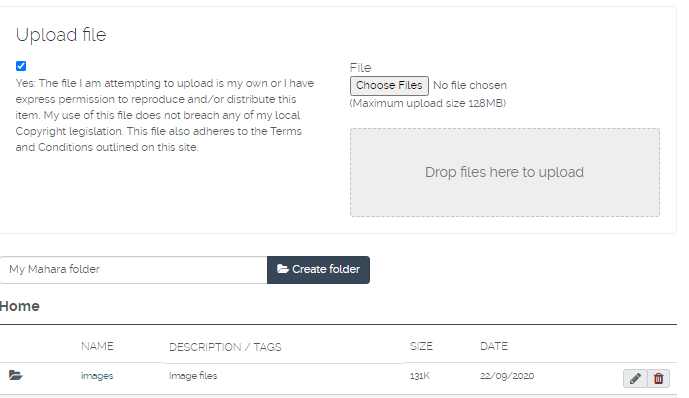 Upload file
Yes: The file I am attempting to upload is my own or I have
express permission to reproduce and/or distribute this
item. My use of this file does not breach any of my local
Copyright legislation. This file also adheres to the Terms
and Conditions outlined on this site.
File
Choose Files No file chosen
(Maximum upload size 128MB)
Drop files here to upload
My Mahara folder
Create folder
Home
NAME DESCRIPTION / TAGS SIZE DATE
images Image files 131K 22/09/2020